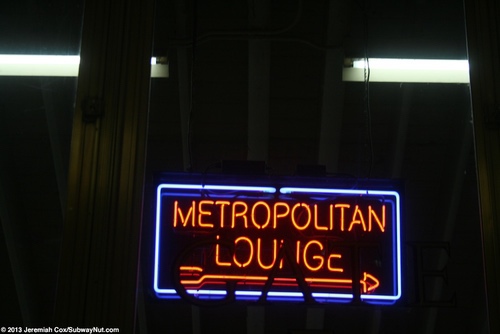 METROPOLITAN
LOUNGE
© 2013 Jeremiah Cox/SubwayNut.com